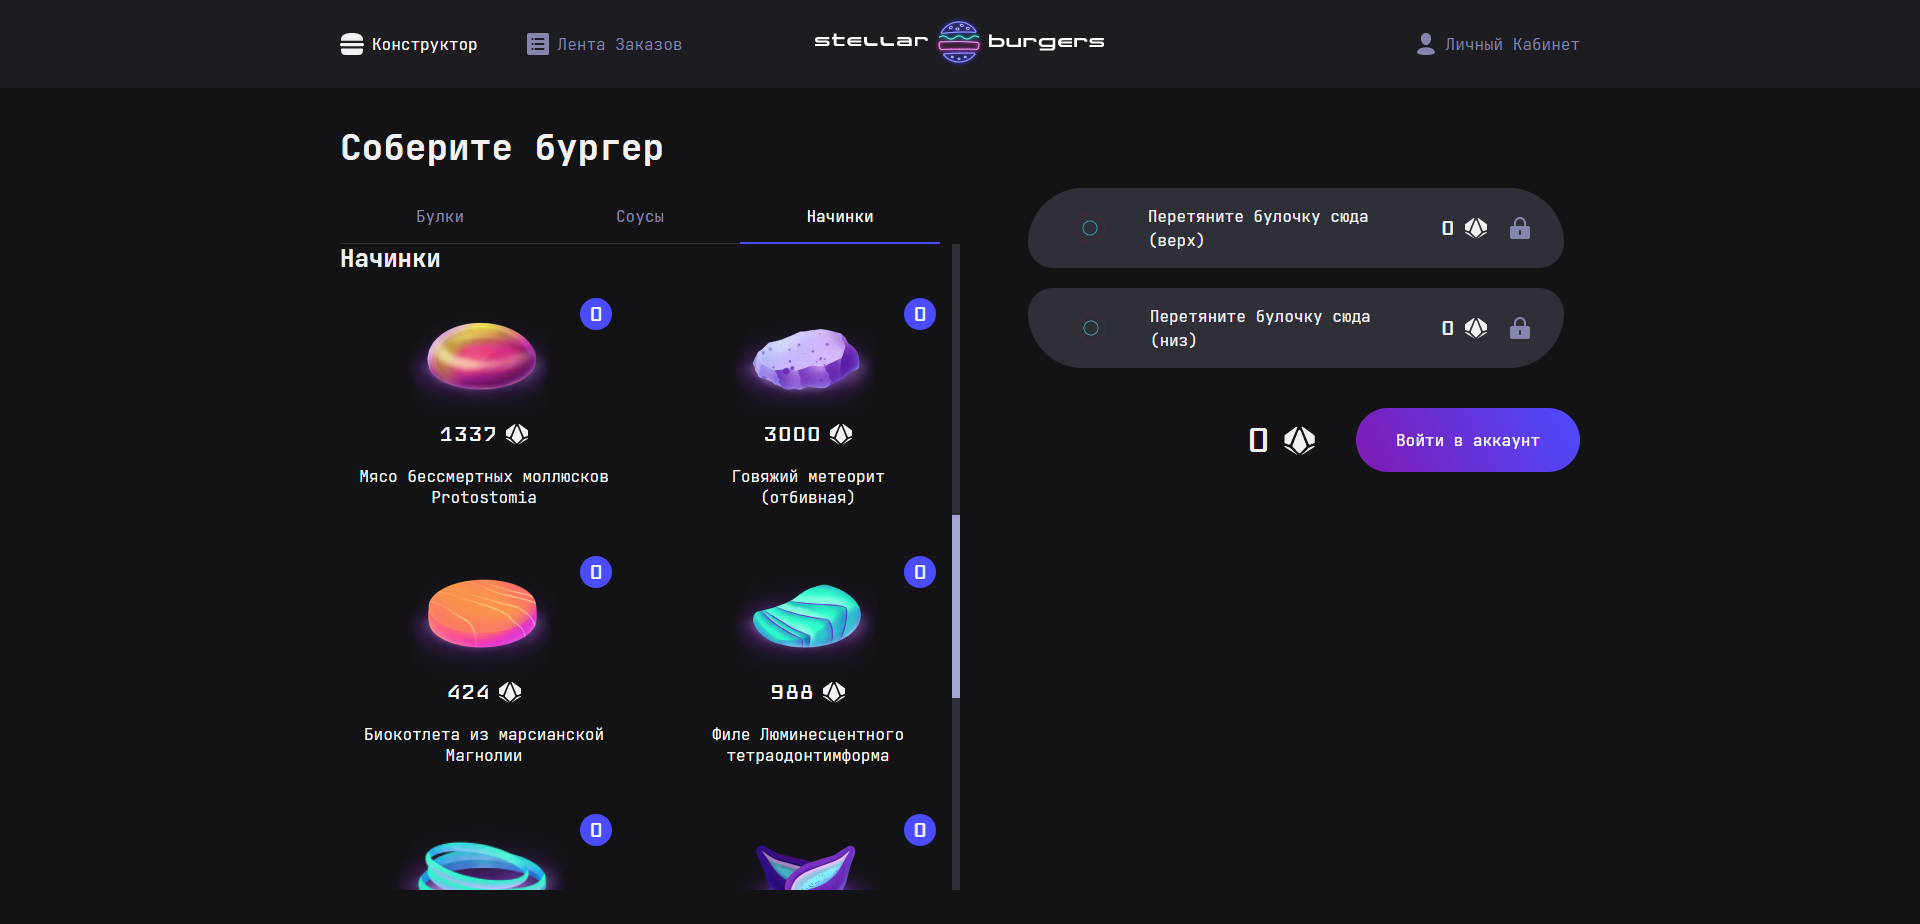 Конструктор
Лента Заказов
stellar burgers
Личный Кабинет
Соберите бургер
Булки
Соусы
Начинки
Начинки
0
0
1337
3000
Мясо бессмертных моллюсков
Protostomia
Говяжий метеорит
(отбивная)
0
0
424
988
Биокотлета из марсианской
Магнолии
Филе Люминесцентного
тетраодонтимформа
0
0
Перетяните булочку сюда
(верх)
0
Перетяните булочку сюда
(низ)
0
0
Войти в аккаунт